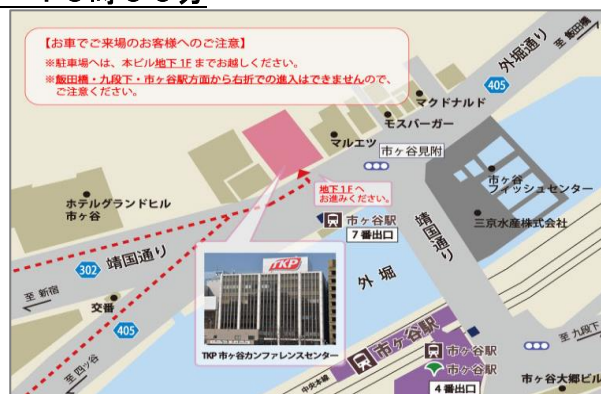 【お車でご来場のお客様へのご注意】
※駐車場へは、本ビル地下1Fまでお越しください。
※飯田橋・九段下・市ヶ谷駅方面から右折での進入はできませんので、
ご注意ください。
至 飯田橋
外堀通り
405
マクドナルド
モスバーガー
マルエツ
市ヶ谷見附
市ヶ谷
フィッシュセンター
三京水産株式会社
地下1Fへ
お進みください。
ホテルグランドヒル
市ヶ谷
市ヶ谷駅
7番出口
靖国通り
302
靖国通り
至 新宿
交番
405
至 四ツ谷
外堀
TKP
TKP 市ヶ谷カンファレンスセンター
市ヶ谷駅
中央本線
市ヶ谷駅
市ヶ谷駅
4番出口
至 九段下
市ヶ谷大郷ビル